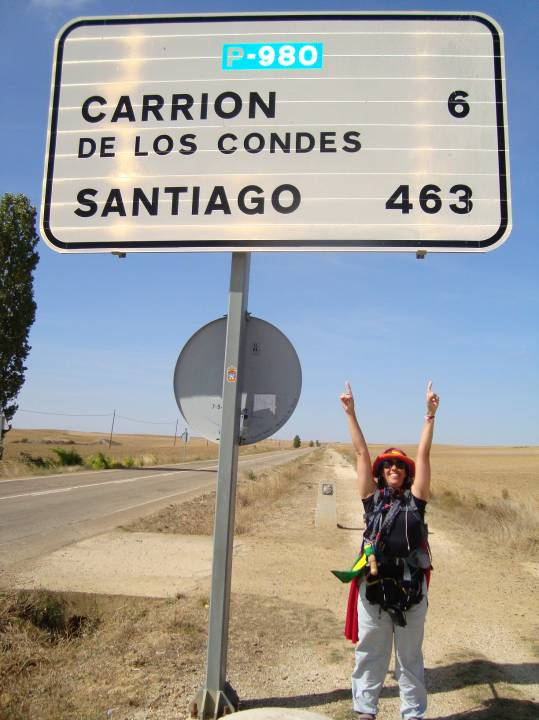 P-980
CARRION 6
DE LOS CONDES
SANTIAGO 463